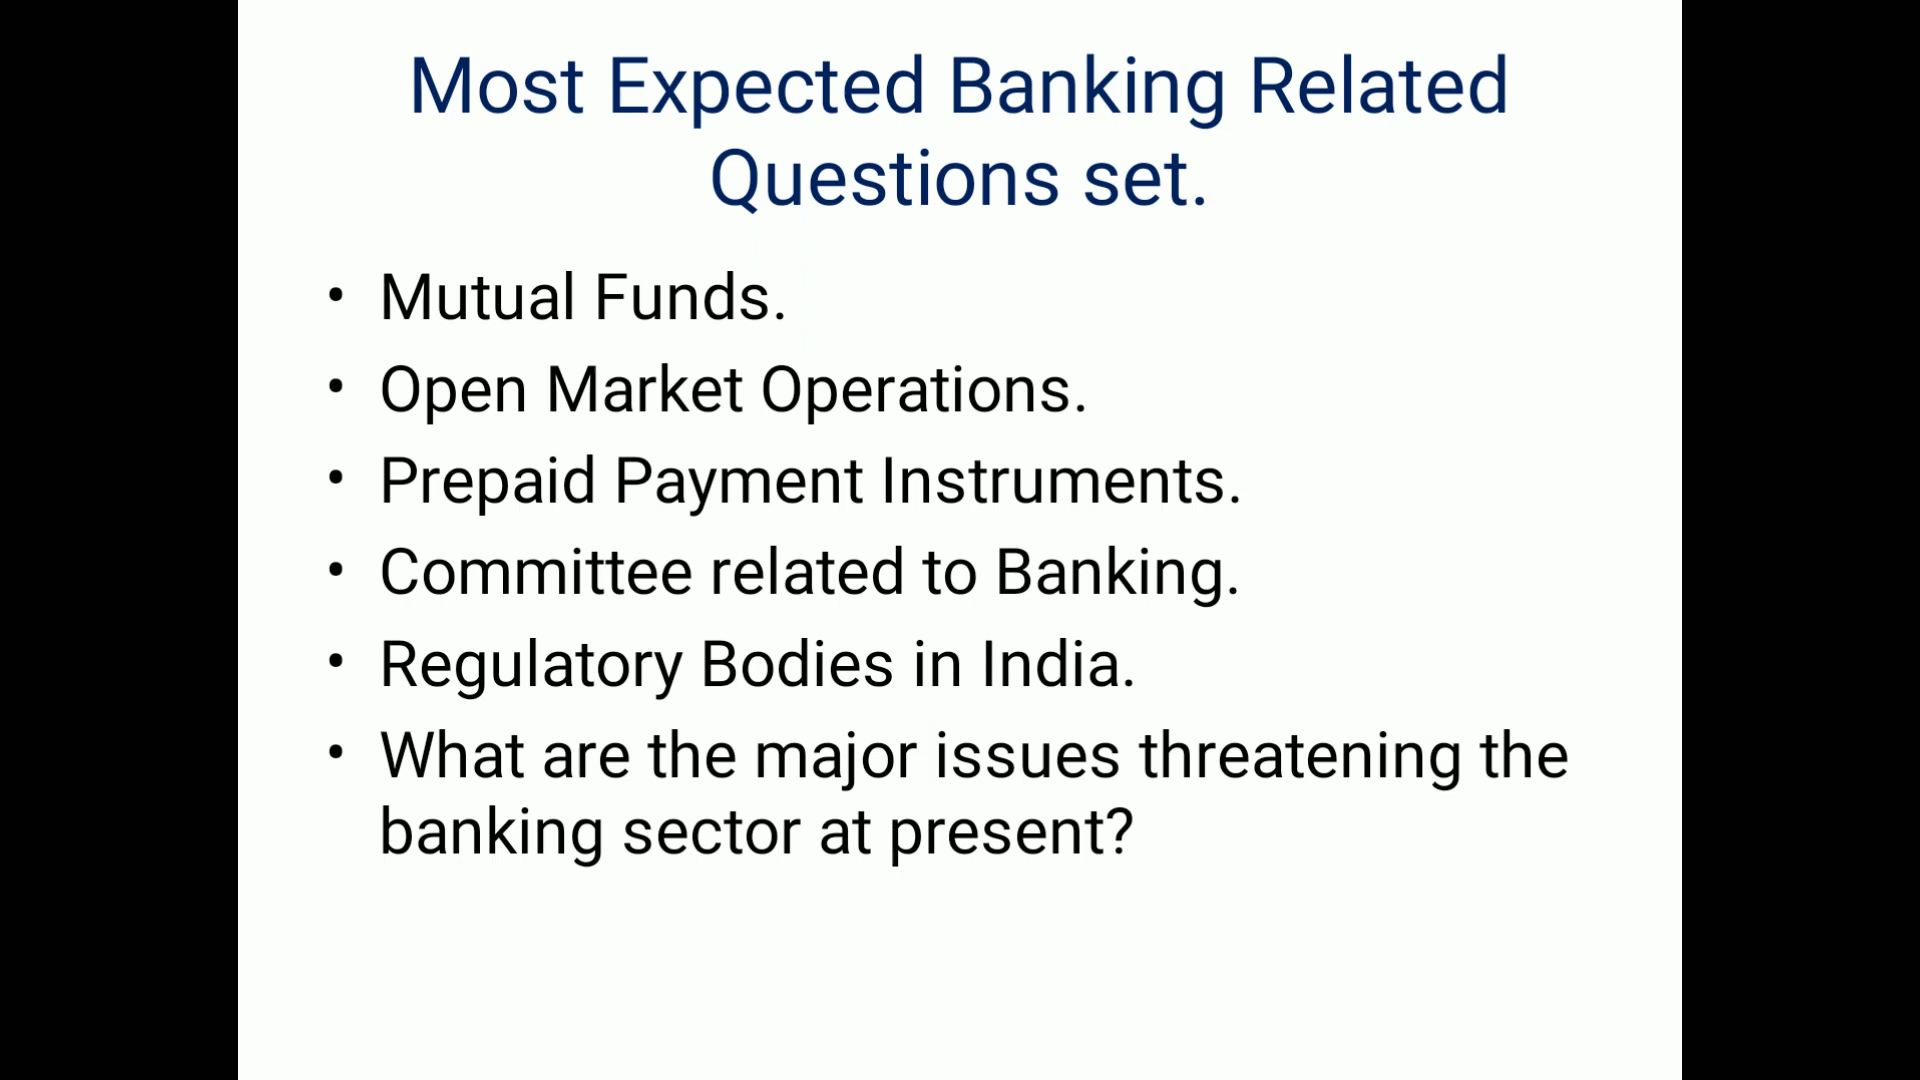 Most Expected Banking Related
Questions set.
• Mutual Funds.
• Open Market Operations.
• Prepaid Payment Instruments.
• Committee related to Banking.
• Regulatory Bodies in India.
• What are the major issues threatening the
banking sector at present?